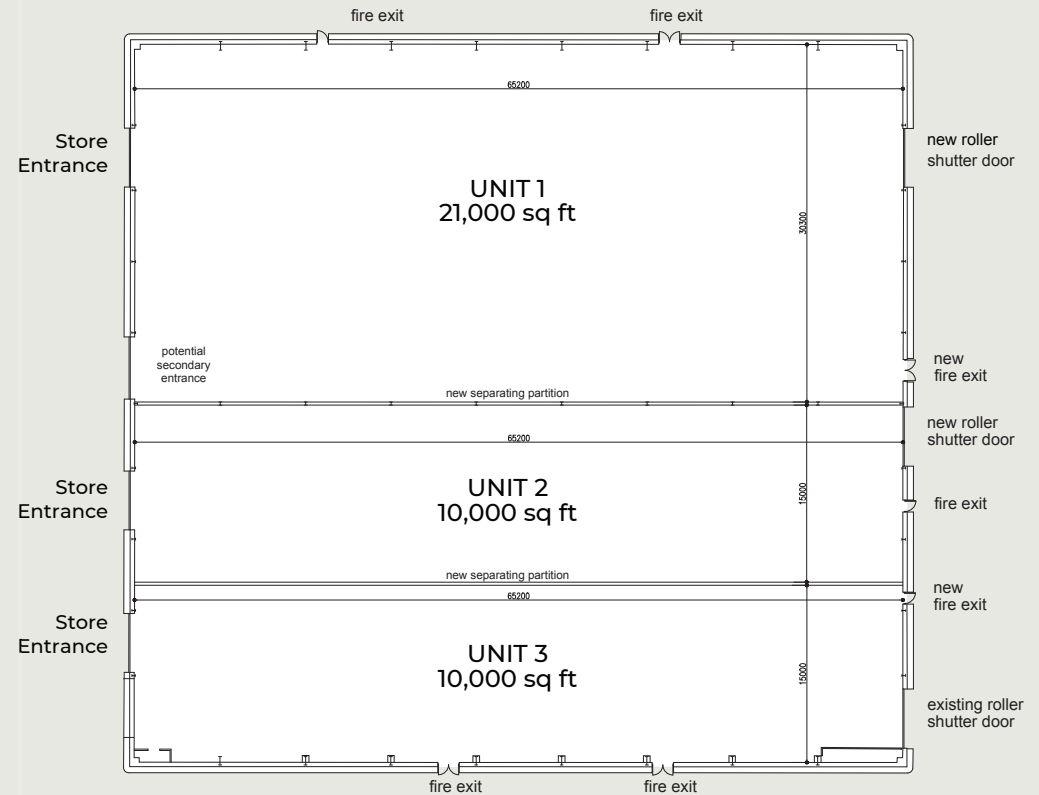 fire exit
fire exit
65200
Store
Entrance
new roller
shutter door
UNIT 1
21,000 sq ft
30300
potential
secondary
entrance
new
fire exit
new separating partition
new roller
shutter door
65200
Store
Entrance
UNIT 2
10,000 sq ft
15000
fire exit
new separating partition
new
fire exit
65200
Store
Entrance
UNIT 3
10,000 sq ft
15000
existing roller
shutter door
fire exit
fire exit